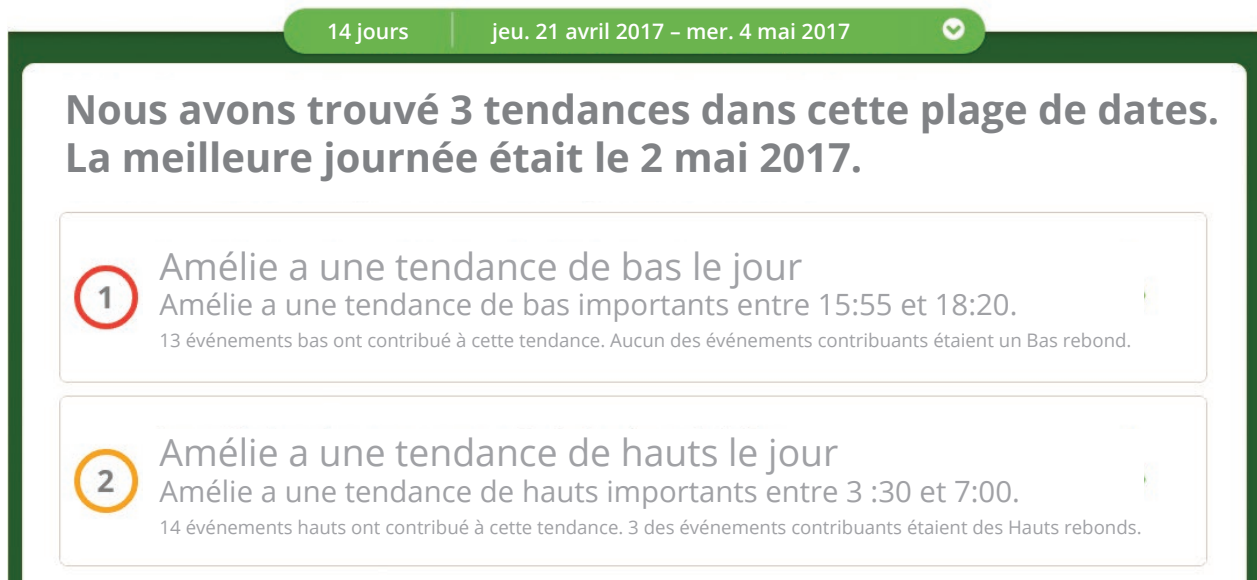 14 jours jeu. 21 avril 2017 – mer. 4 mai 2017
Nous avons trouvé 3 tendances dans cette plage de dates.
La meilleure journée était le 2 mai 2017.
1
Amélie a une tendance de bas le jour
Amélie a une tendance de bas importants entre 15:55 et 18:20.
13 événements bas ont contribué à cette tendance. Aucun des événements contribuants étaient un Bas rebond.
2
Amélie a une tendance de hauts le jour
Amélie a une tendance de hauts importants entre 3 :30 et 7:00.
14 événements hauts ont contribué à cette tendance. 3 des événements contribuants étaient des Hauts rebonds.